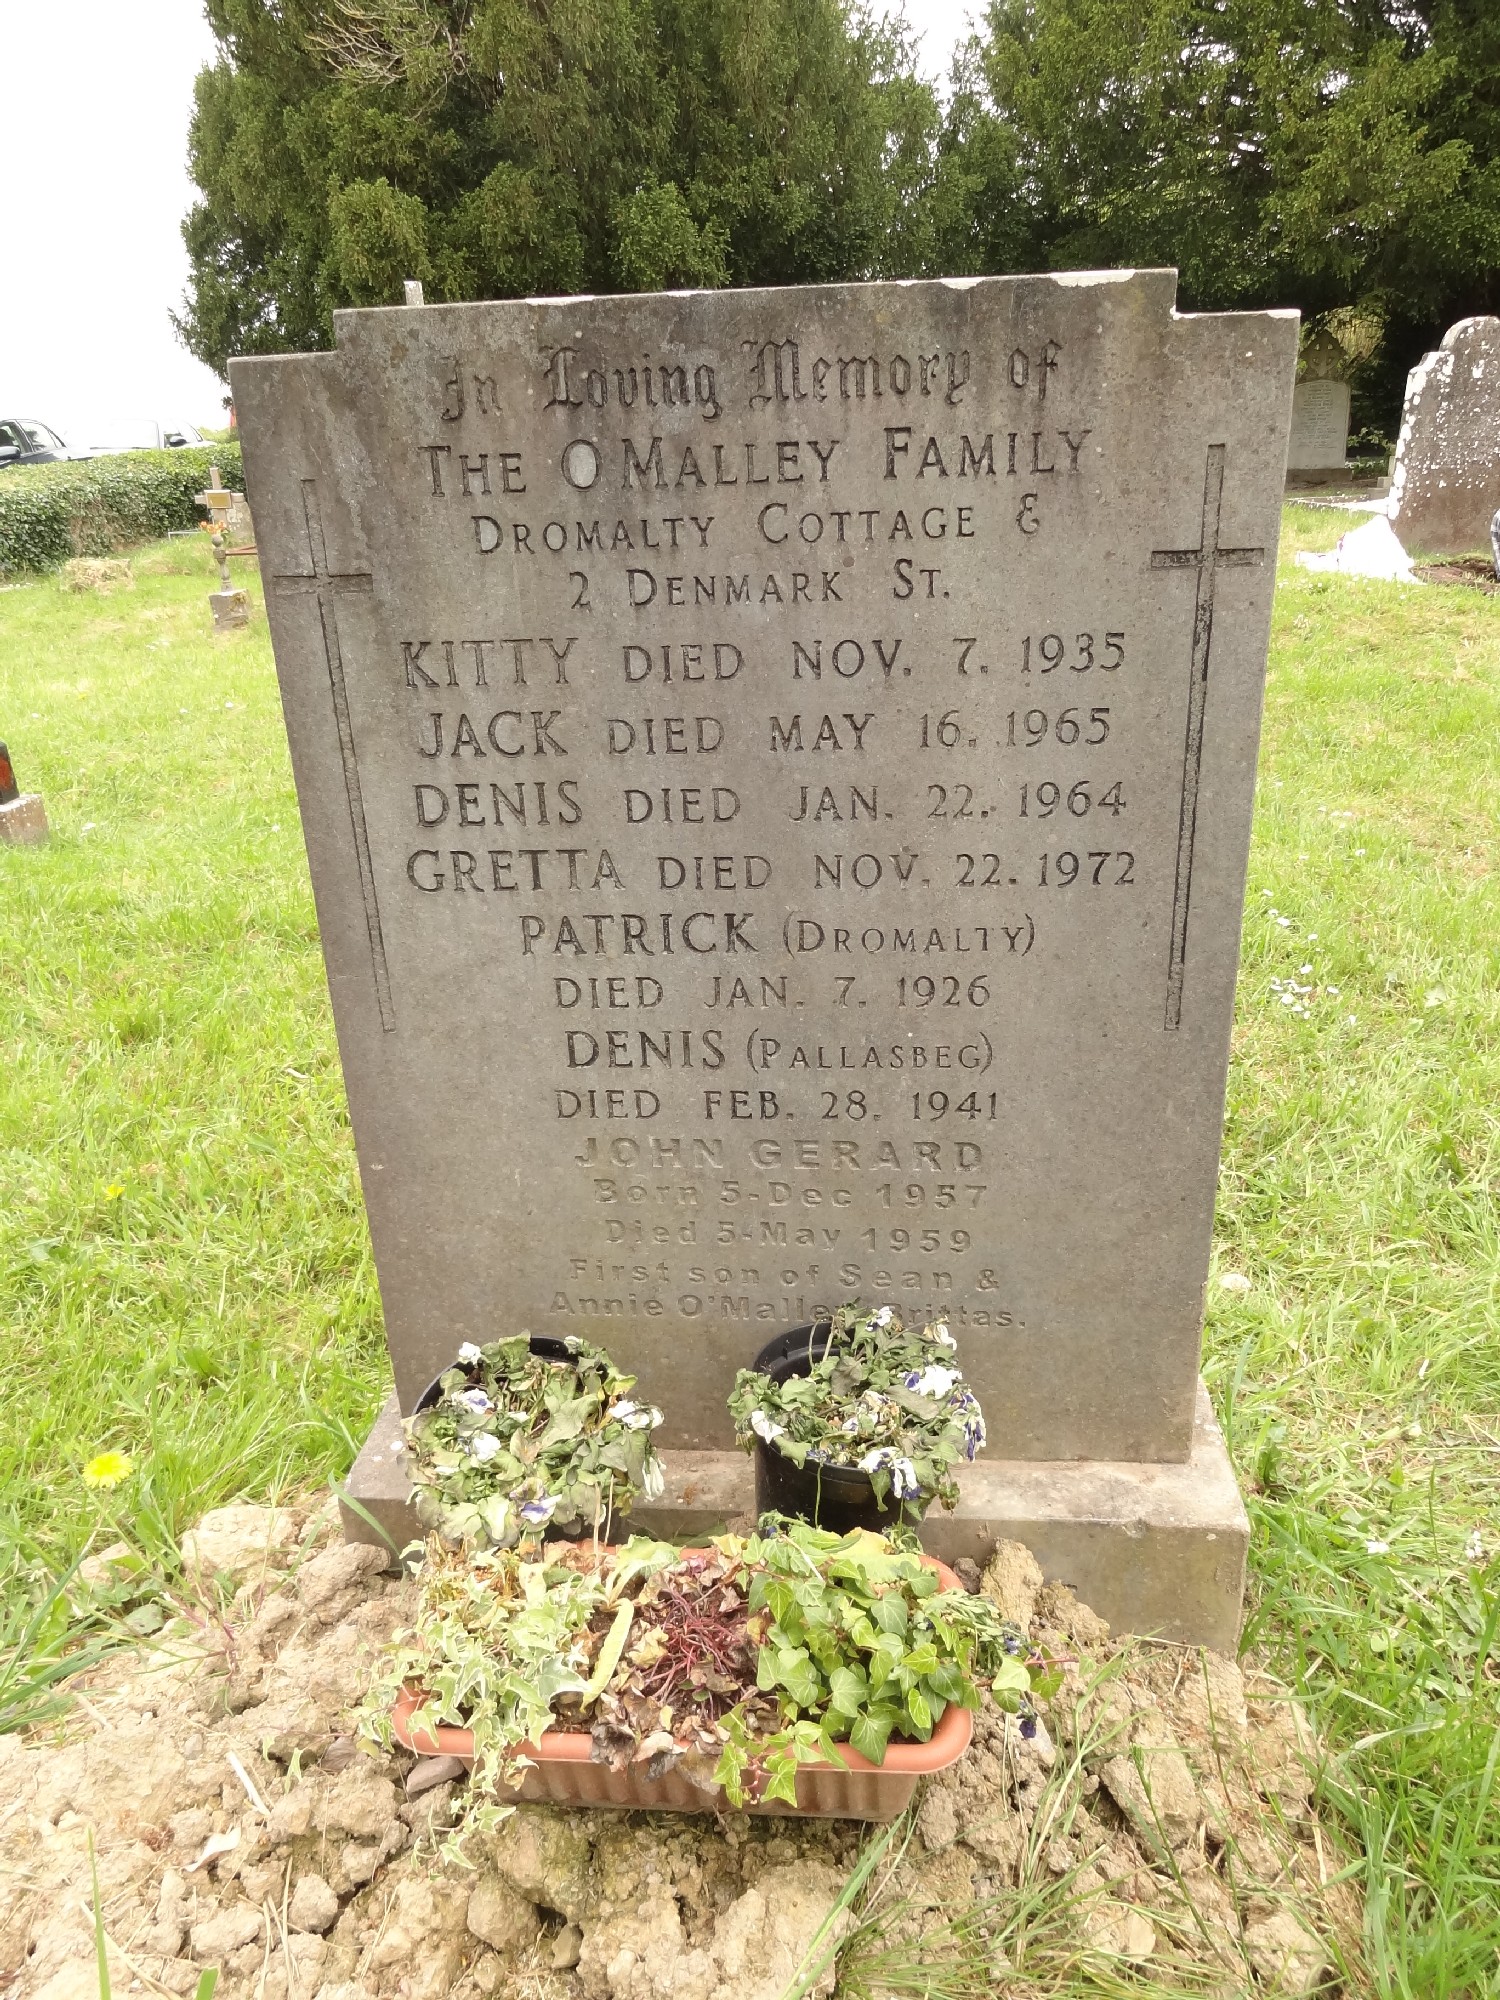 In Loving Memory of
THE O MALLEY FAMILY
DROMALTY COTTAGE &
2 DENMARK ST.
KITTY DIED NOV. 7. 1935
JACK DIED MAY 16. 1965
DENIS DIED JAN. 22. 1964
GRETTA DIED NOV. 22. 1972
PATRICK (DROMALTY)
DIED JAN. 7. 1926
DENIS (PALLASBEG)
DIED FEB. 28. 1941
JOHN GERARD
Born 5-Dec 1957
Died 5-May 1959
First son of Sean &
Annie O'Malley Brittas.